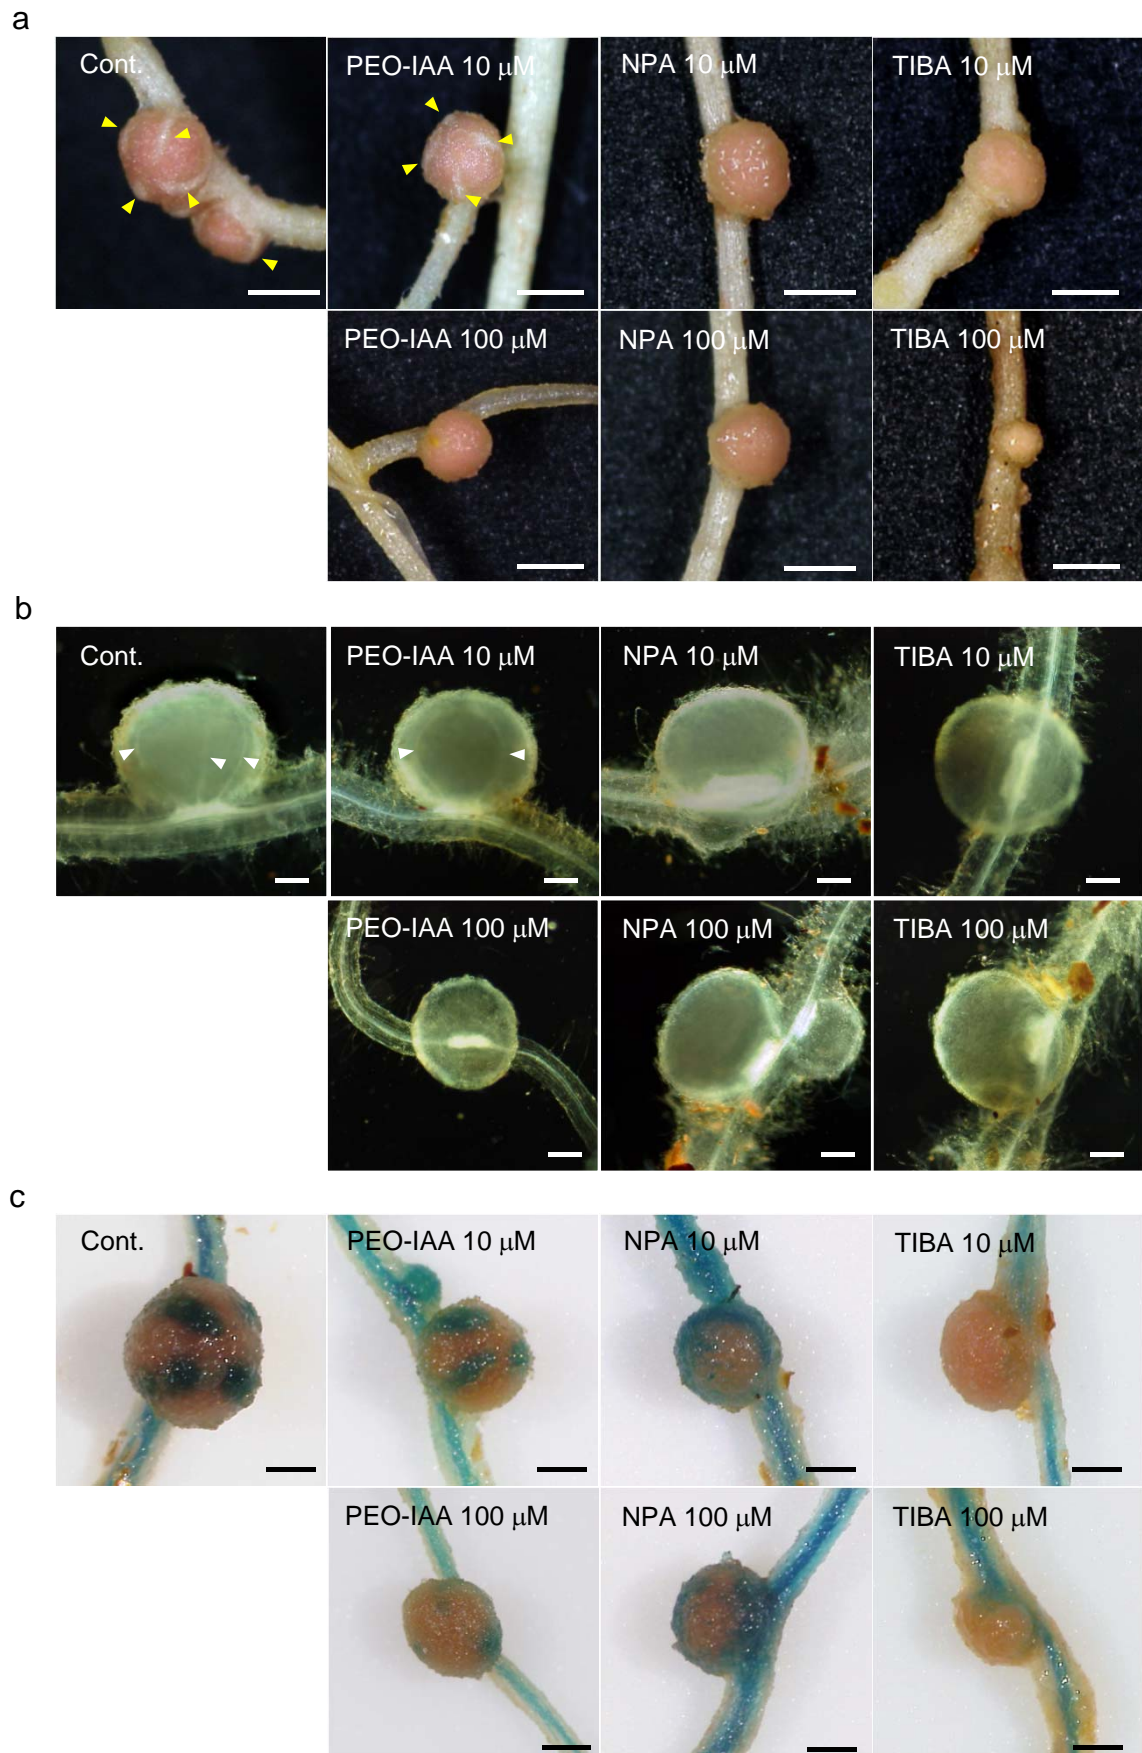 a
Cont.
PEO-IAA 10 μM
NPA 10 μM
TIBA 10 μM
PEO-IAA 100 μM
NPA 100 μM
TIBA 100 μM
b
Cont.
PEO-IAA 10 μM
NPA 10 μM
TIBA 10 μM
PEO-IAA 100 μM
NPA 100 μM
TIBA 100 μM
c
Cont.
PEO-IAA 10 μM
NPA 10 μM
TIBA 10 μM
PEO-IAA 100 μM
NPA 100 μM
TIBA 100 μM